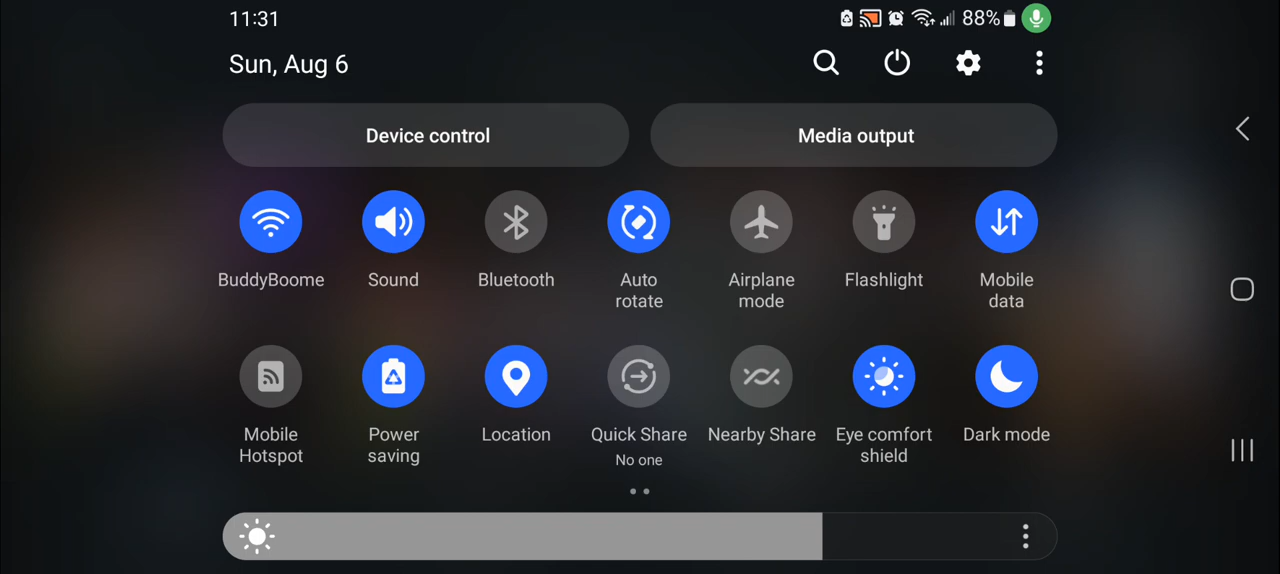 11:31
88%
Sun, Aug 6
Device control
Media output
BuddyBoome
Sound
Bluetooth
Auto
rotate
Airplane
mode
Flashlight
Mobile
data
Mobile
Hotspot
Power
saving
Location
Quick Share
No one
Nearby Share
Eye comfort
shield
Dark mode